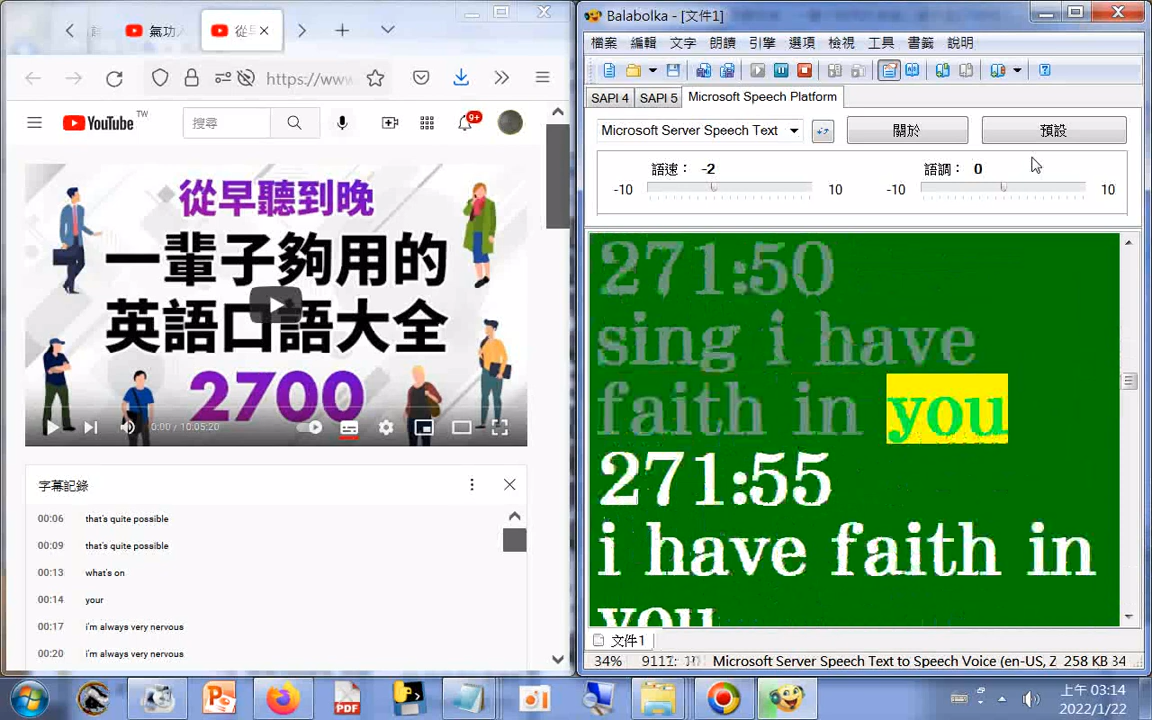 氣功
從
https://www
YouTube TW
搜尋
9+
從早聽到晚
一輩子夠用的
英語口語大全
2700
0:00 / 10:05:20
字幕記錄
00:06 that's quite possible
00:09 that's quite possible
00:13 what's on
00:14 your
00:17 i'm always very nervous
00:20 i'm always very nervous
Balabolka - [文件1]
檔案 編輯 文字 朗讀 引擎 選項 檢視 工具 書籤 說明
SAPI 4 SAPI 5 Microsoft Speech Platform
Microsoft Server Speech Text 關於 預設
語速： -2 語調： 0
-10 10 -10 10
271:50
sing i have
faith in you
271:55
i have faith in
you
文件1
34% Microsoft Server Speech Text to Speech Voice (en-US, Z 258 KB 34
PDF
上午 03:14
2022/1/22